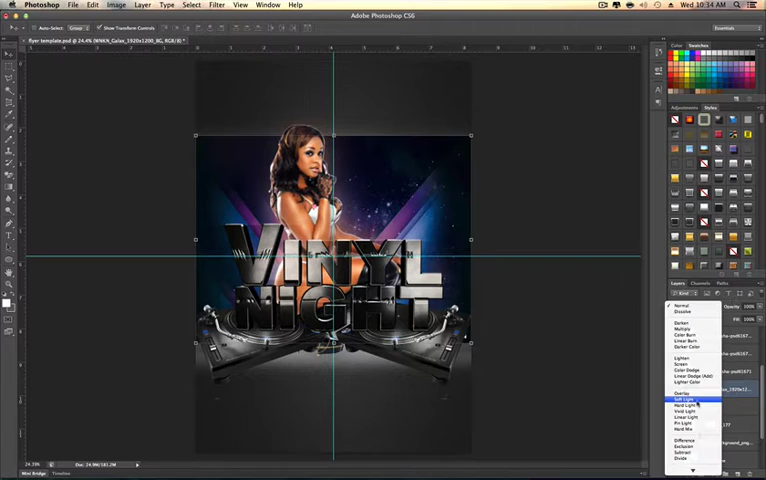 Photoshop File Edit Image Layer Type Select Filter View Window Help
Wed 10:34 AM
Adobe Photoshop CS6
Auto-Select: Group Show Transform Controls
Essentials
Color Swatches
Adjustments Styles
VINYL
NIGHT
Layers Channels Paths
Kind
Normal
Opacity: 100%
Dissolve
Fill: 100%
Darken
Multiply
Color Burn
Linear Burn
Darker Color
Lighten
Screen
Color Dodge
Linear Dodge (Add)
Lighter Color
Overlay
Soft Light
Hard Light
Vivid Light
Linear Light
Pin Light
Hard Mix
Difference
Exclusion
Subtract
Divide
Mini Bridge Timeline